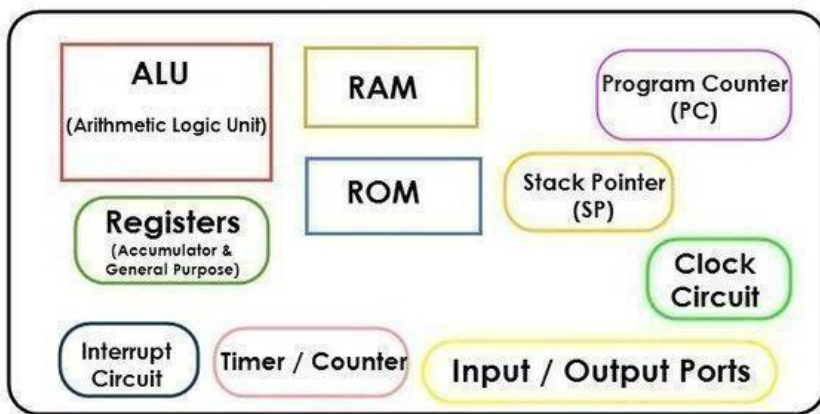 ALU
(Arithmetic Logic Unit)
RAM
Program Counter
(PC)
ROM
Stack Pointer
(SP)
Registers
(Accumulator &
General Purpose)
Clock
Circuit
Interrupt
Circuit
Timer / Counter
Input / Output Ports